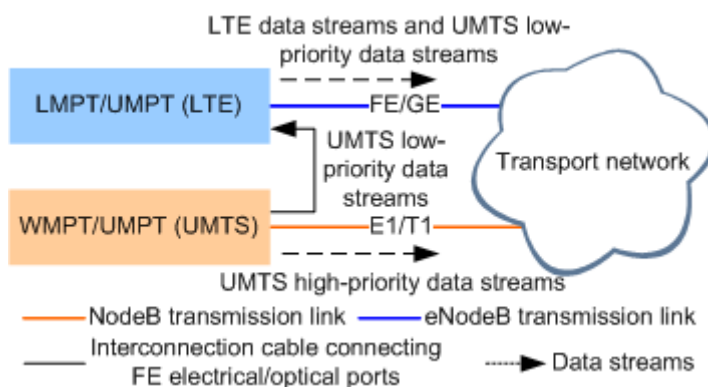 LTE data streams and UMTS low-
priority data streams
LMPT/UMPT (LTE)
FE/GE
UMTS low-
priority data
streams
Transport network
WMPT/UMPT (UMTS)
E1/T1
UMTS high-priority data streams
NodeB transmission link
eNodeB transmission link
Interconnection cable connecting
FE electrical/optical ports
Data streams